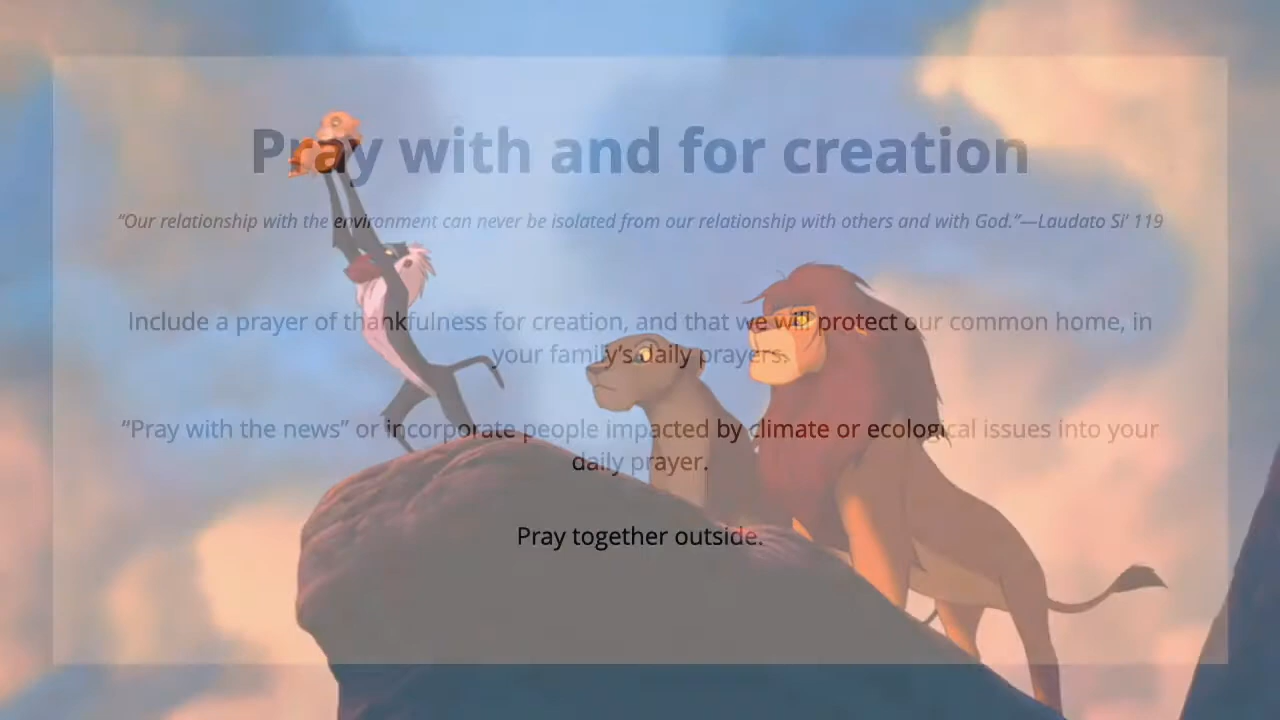 Pray with and for creation
“Our relationship with the environment can never be isolated from our relationship with others and with God.”—Laudato Si’ 119
Include a prayer of thankfulness for creation, and that we will protect our common home, in
your family’s daily prayers.
“Pray with the news” or incorporate people impacted by climate or ecological issues into your
daily prayer.
Pray together outside.